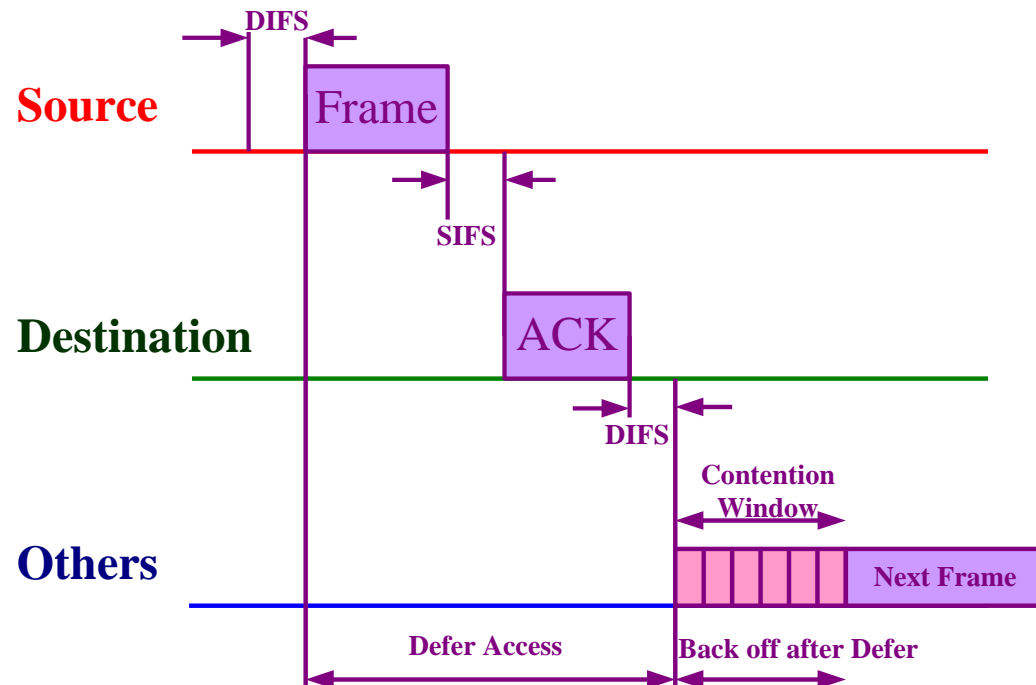 DIFS
Source
Frame
SIFS
Destination
ACK
DIFS
Contention
Window
Others
Next Frame
Defer Access
Back off after Defer